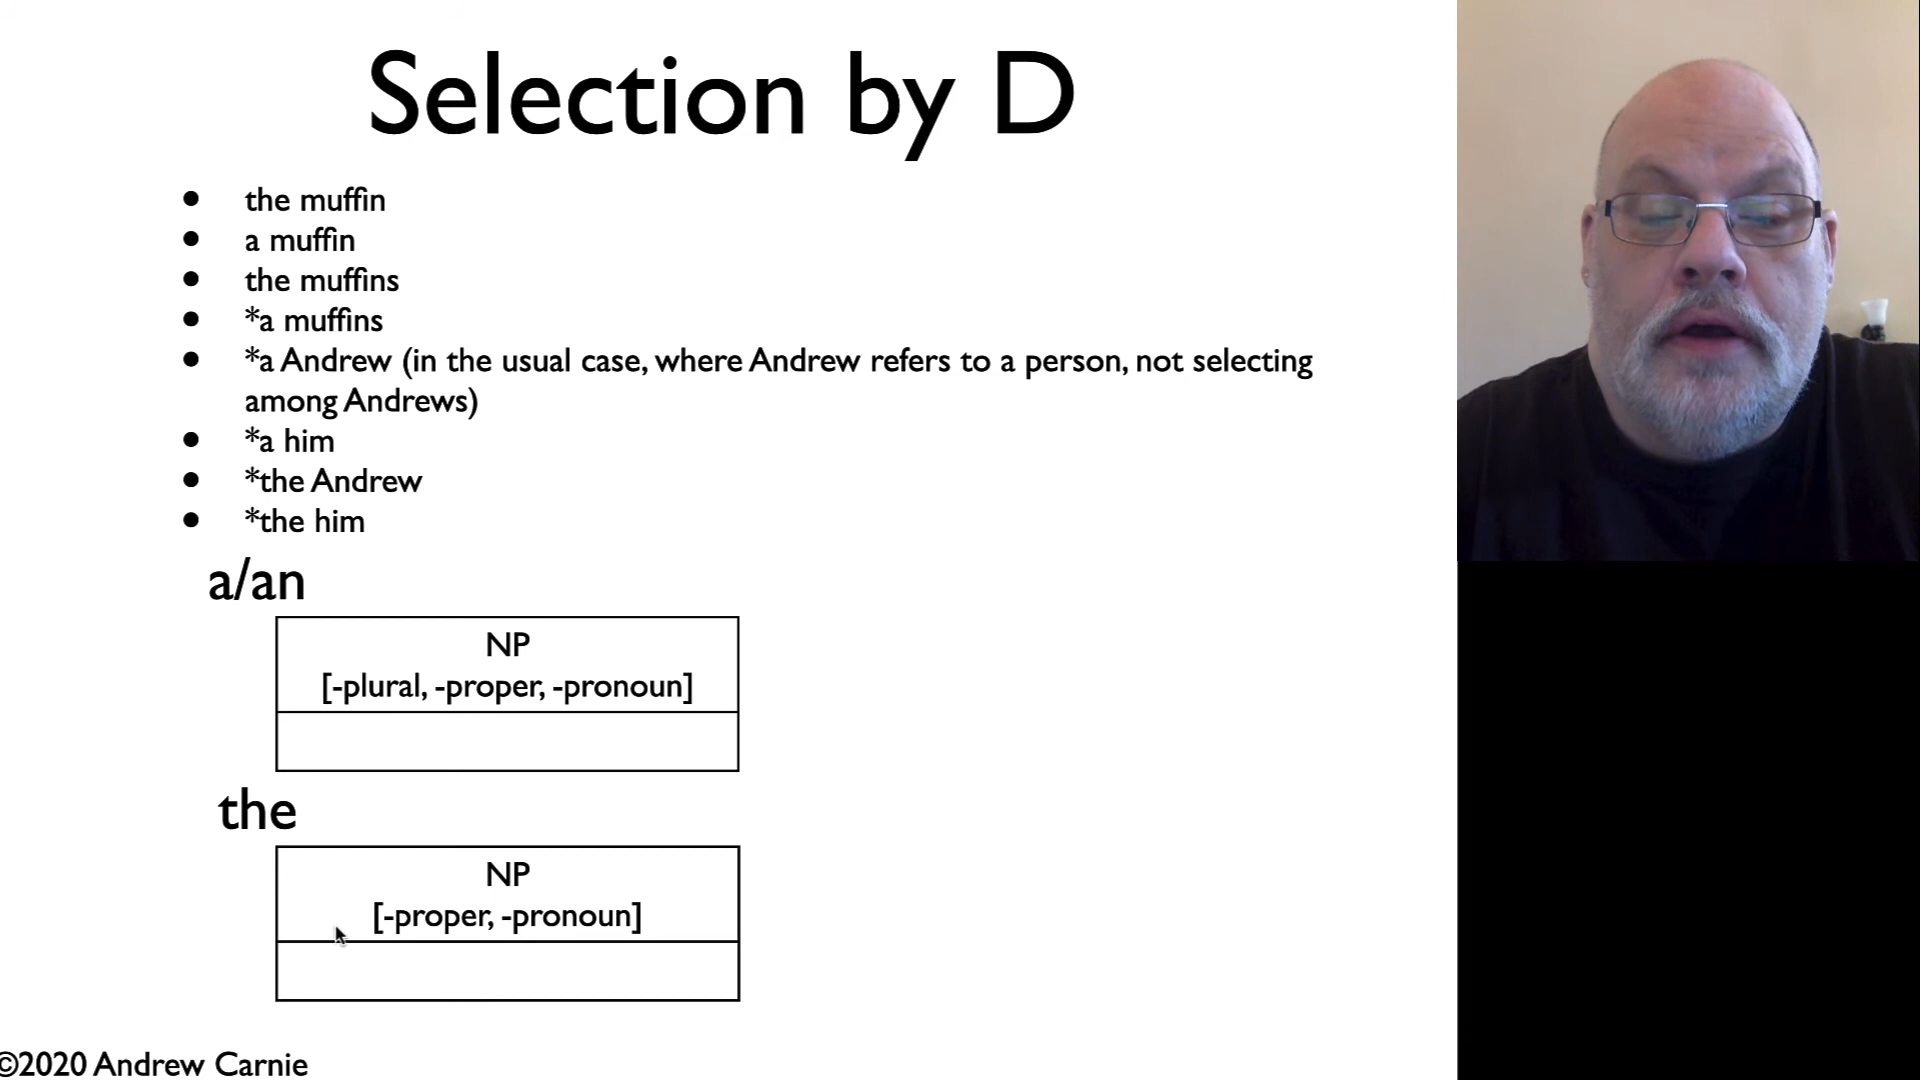 Selection by D
• the muffin
• a muffin
• the muffins
• *a muffins
• *a Andrew (in the usual case, where Andrew refers to a person, not selecting
among Andrews)
• *a him
• *the Andrew
• *the him
a/an
NP
[-plural, -proper, -pronoun]
the
NP
[-proper, -pronoun]
©2020 Andrew Carnie